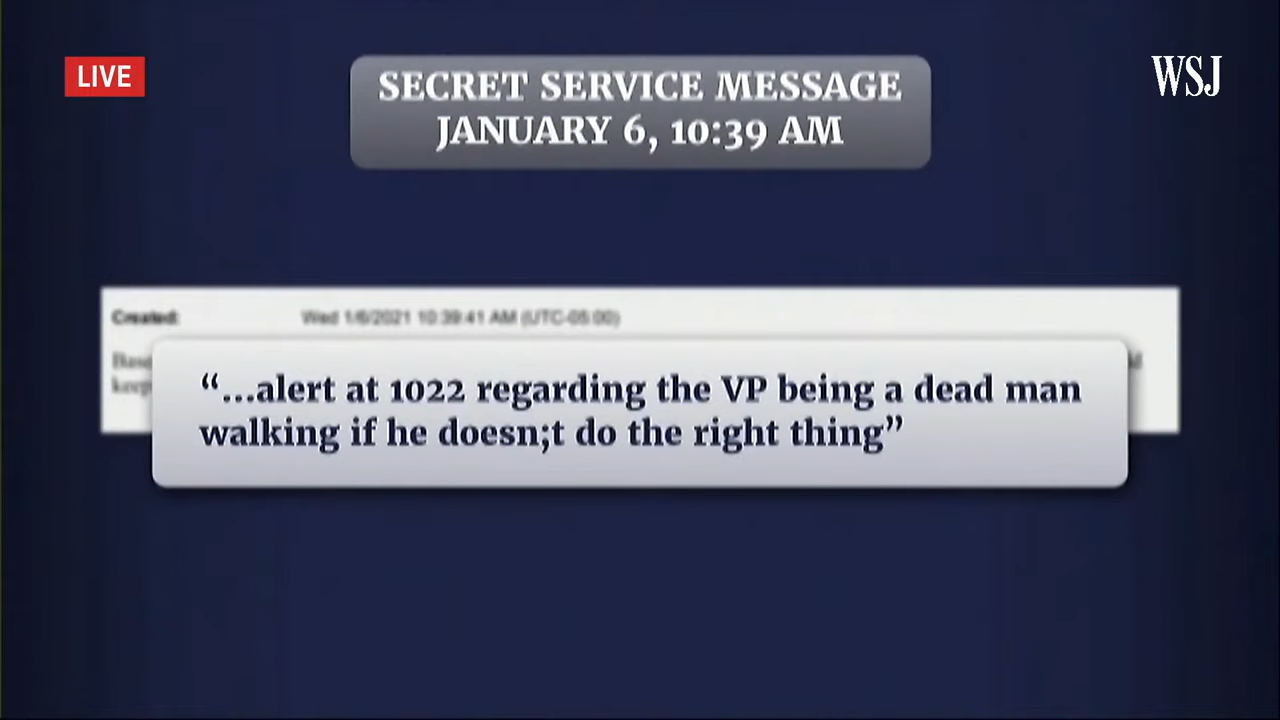 LIVE
WSJ
SECRET SERVICE MESSAGE
JANUARY 6, 10:39 AM
Created: Wed 1/6/2021 10:39:41 AM (UTC-05:00)
“...alert at 1022 regarding the VP being a dead man
walking if he doesn;t do the right thing”